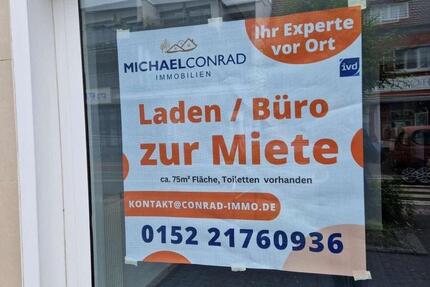 Ihr Experte
vor Ort
MICHAELCONRAD
IMMOBILIEN
ivd
Laden / Büro
zur Miete
ca. 75m² Fläche, Toiletten vorhanden
KONTAKT@CONRAD-IMMO.DE
0152 21760936